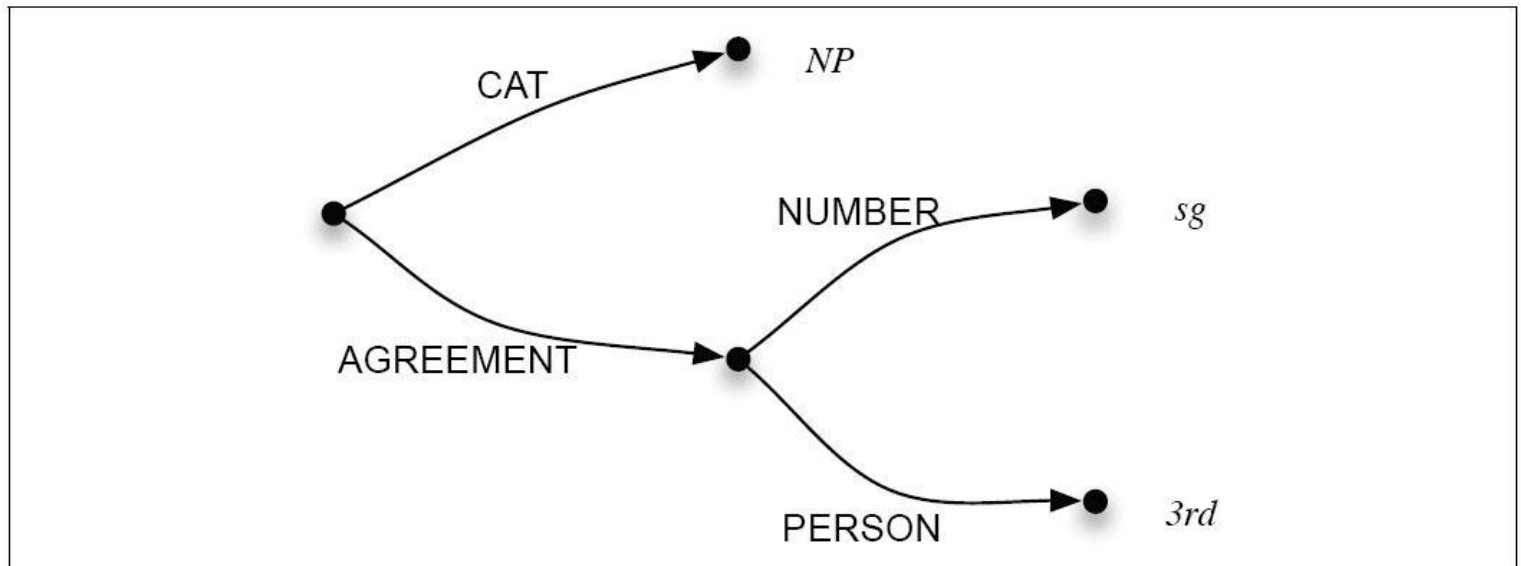 CAT
NP
NUMBER
sg
AGREEMENT
PERSON
3rd